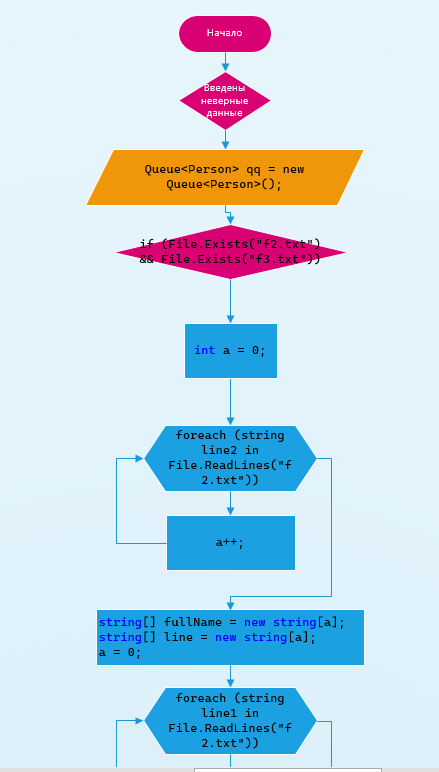 Начало
Введены
неверные
данные
Queue<Person> qq = new
Queue<Person>();
if (File.Exists("f2.txt")
&& File.Exists("f3.txt"))
int a = 0;
foreach (string
line2 in
File.ReadLines("f
2.txt"))
a++;
string[] fullName = new string[a];
string[] line = new string[a];
a = 0;
foreach (string
line1 in
File.ReadLines("f
2.txt"))